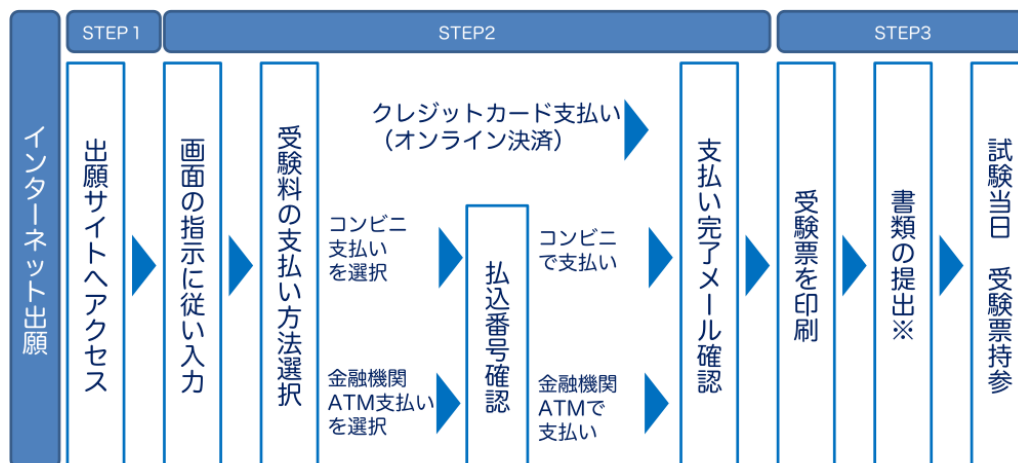 インターネット出願
STEP 1
STEP2
STEP3
出願サイトへアクセス
画面の指示に従い入力
受験料の支払い方法選択
クレジットカード支払い
（オンライン決済）
コンビニ
支払い
を選択
金融機関
ATM支払い
を選択
払込番号確認
コンビニ
で支払い
金融機関
ATMで
支払い
支払い完了メール確認
受験票を印刷
書類の提出※
試験当日　受験票持参